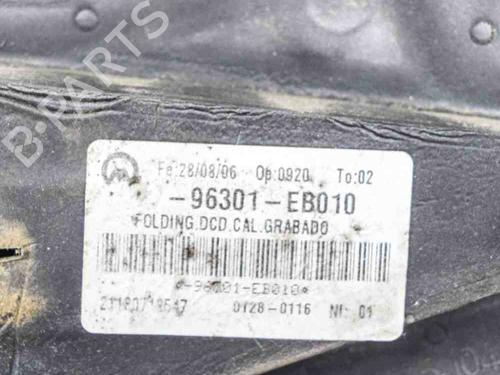 B-PARTS
Fe:28/08/06 Op:0920 To:02
-96301-EB010
FOLDING.DCD.CAL.GRABADO
*-96301-EB010*
0128-0116 NI: 01